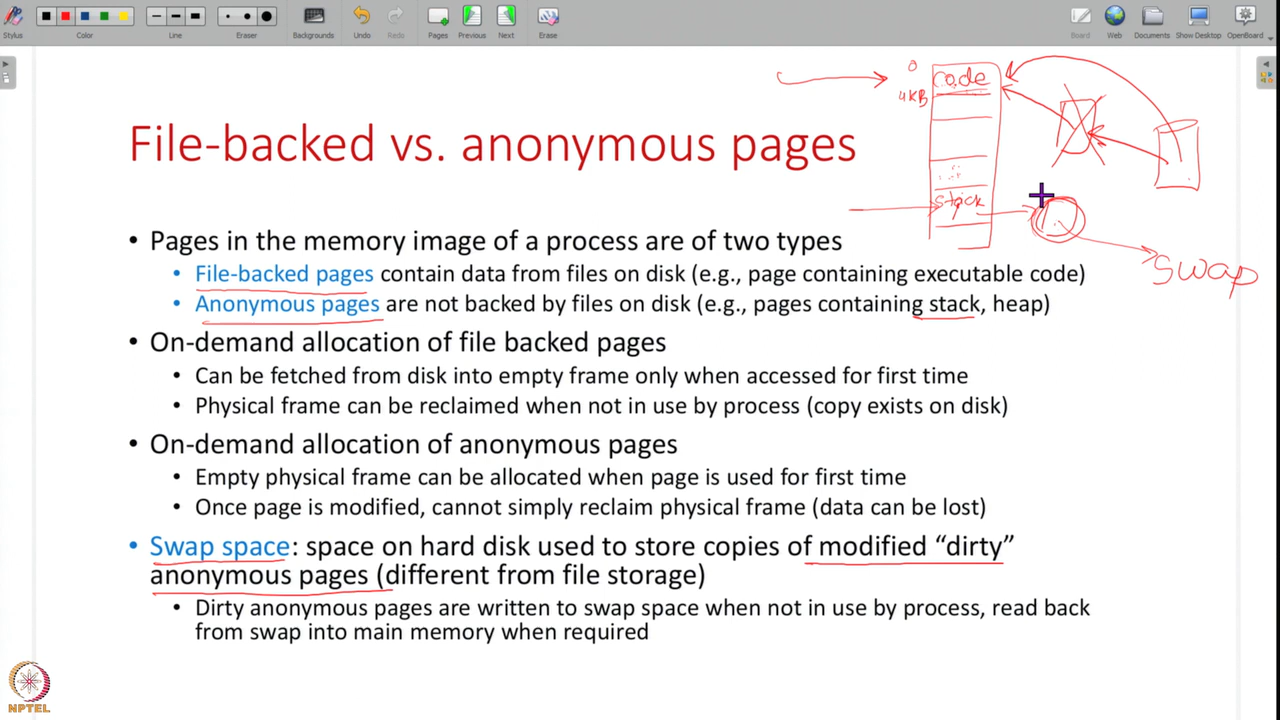 Stylus
Color
Line
Eraser
Backgrounds
Undo
Redo
Pages
Previous
Next
Erase
Board
Web
Documents
Show Desktop
OpenBoard
0
code
4KB
stack
swap
File-backed vs. anonymous pages
• Pages in the memory image of a process are of two types
• File-backed pages contain data from files on disk (e.g., page containing executable code)
• Anonymous pages are not backed by files on disk (e.g., pages containing stack, heap)
• On-demand allocation of file backed pages
• Can be fetched from disk into empty frame only when accessed for first time
• Physical frame can be reclaimed when not in use by process (copy exists on disk)
• On-demand allocation of anonymous pages
• Empty physical frame can be allocated when page is used for first time
• Once page is modified, cannot simply reclaim physical frame (data can be lost)
• Swap space: space on hard disk used to store copies of modified “dirty”
anonymous pages (different from file storage)
• Dirty anonymous pages are written to swap space when not in use by process, read back
from swap into main memory when required
NPTEL